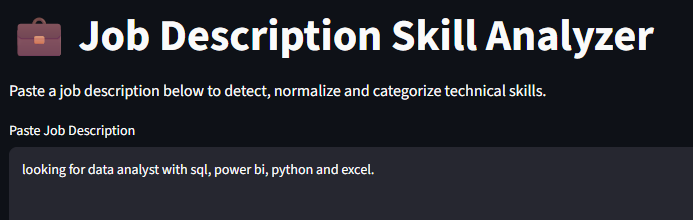 Job Description Skill Analyzer
Paste a job description below to detect, normalize and categorize technical skills.
Paste Job Description
looking for data analyst with sql, power bi, python and excel.